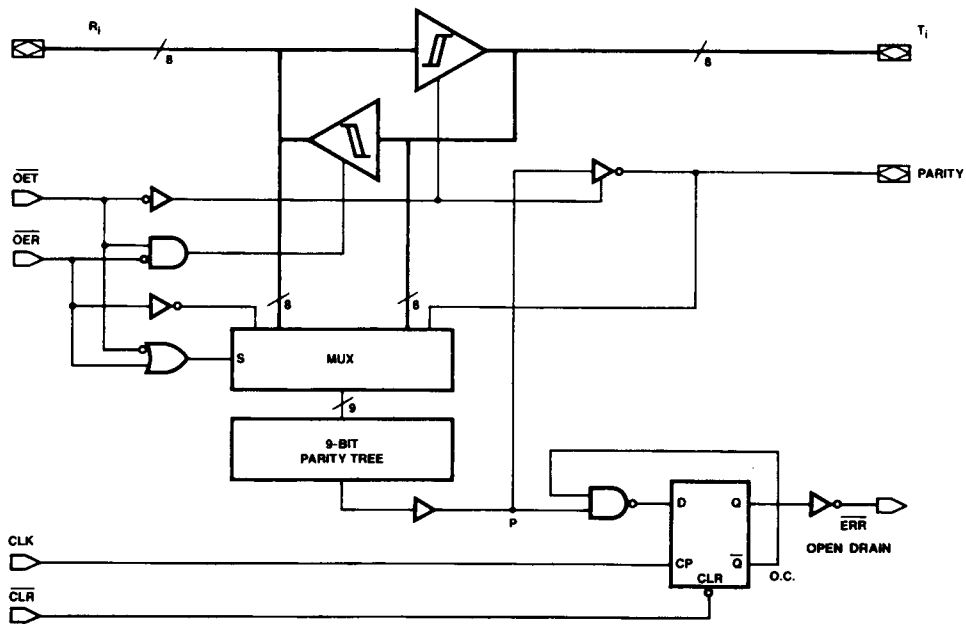 Ri
Ti
8
8
OET
PARITY
OER
8
8
S
MUX
9
9-BIT
PARITY TREE
D
Q
P
ERR
OPEN DRAIN
CLK
CP
Q
O.C.
CLR
CLR